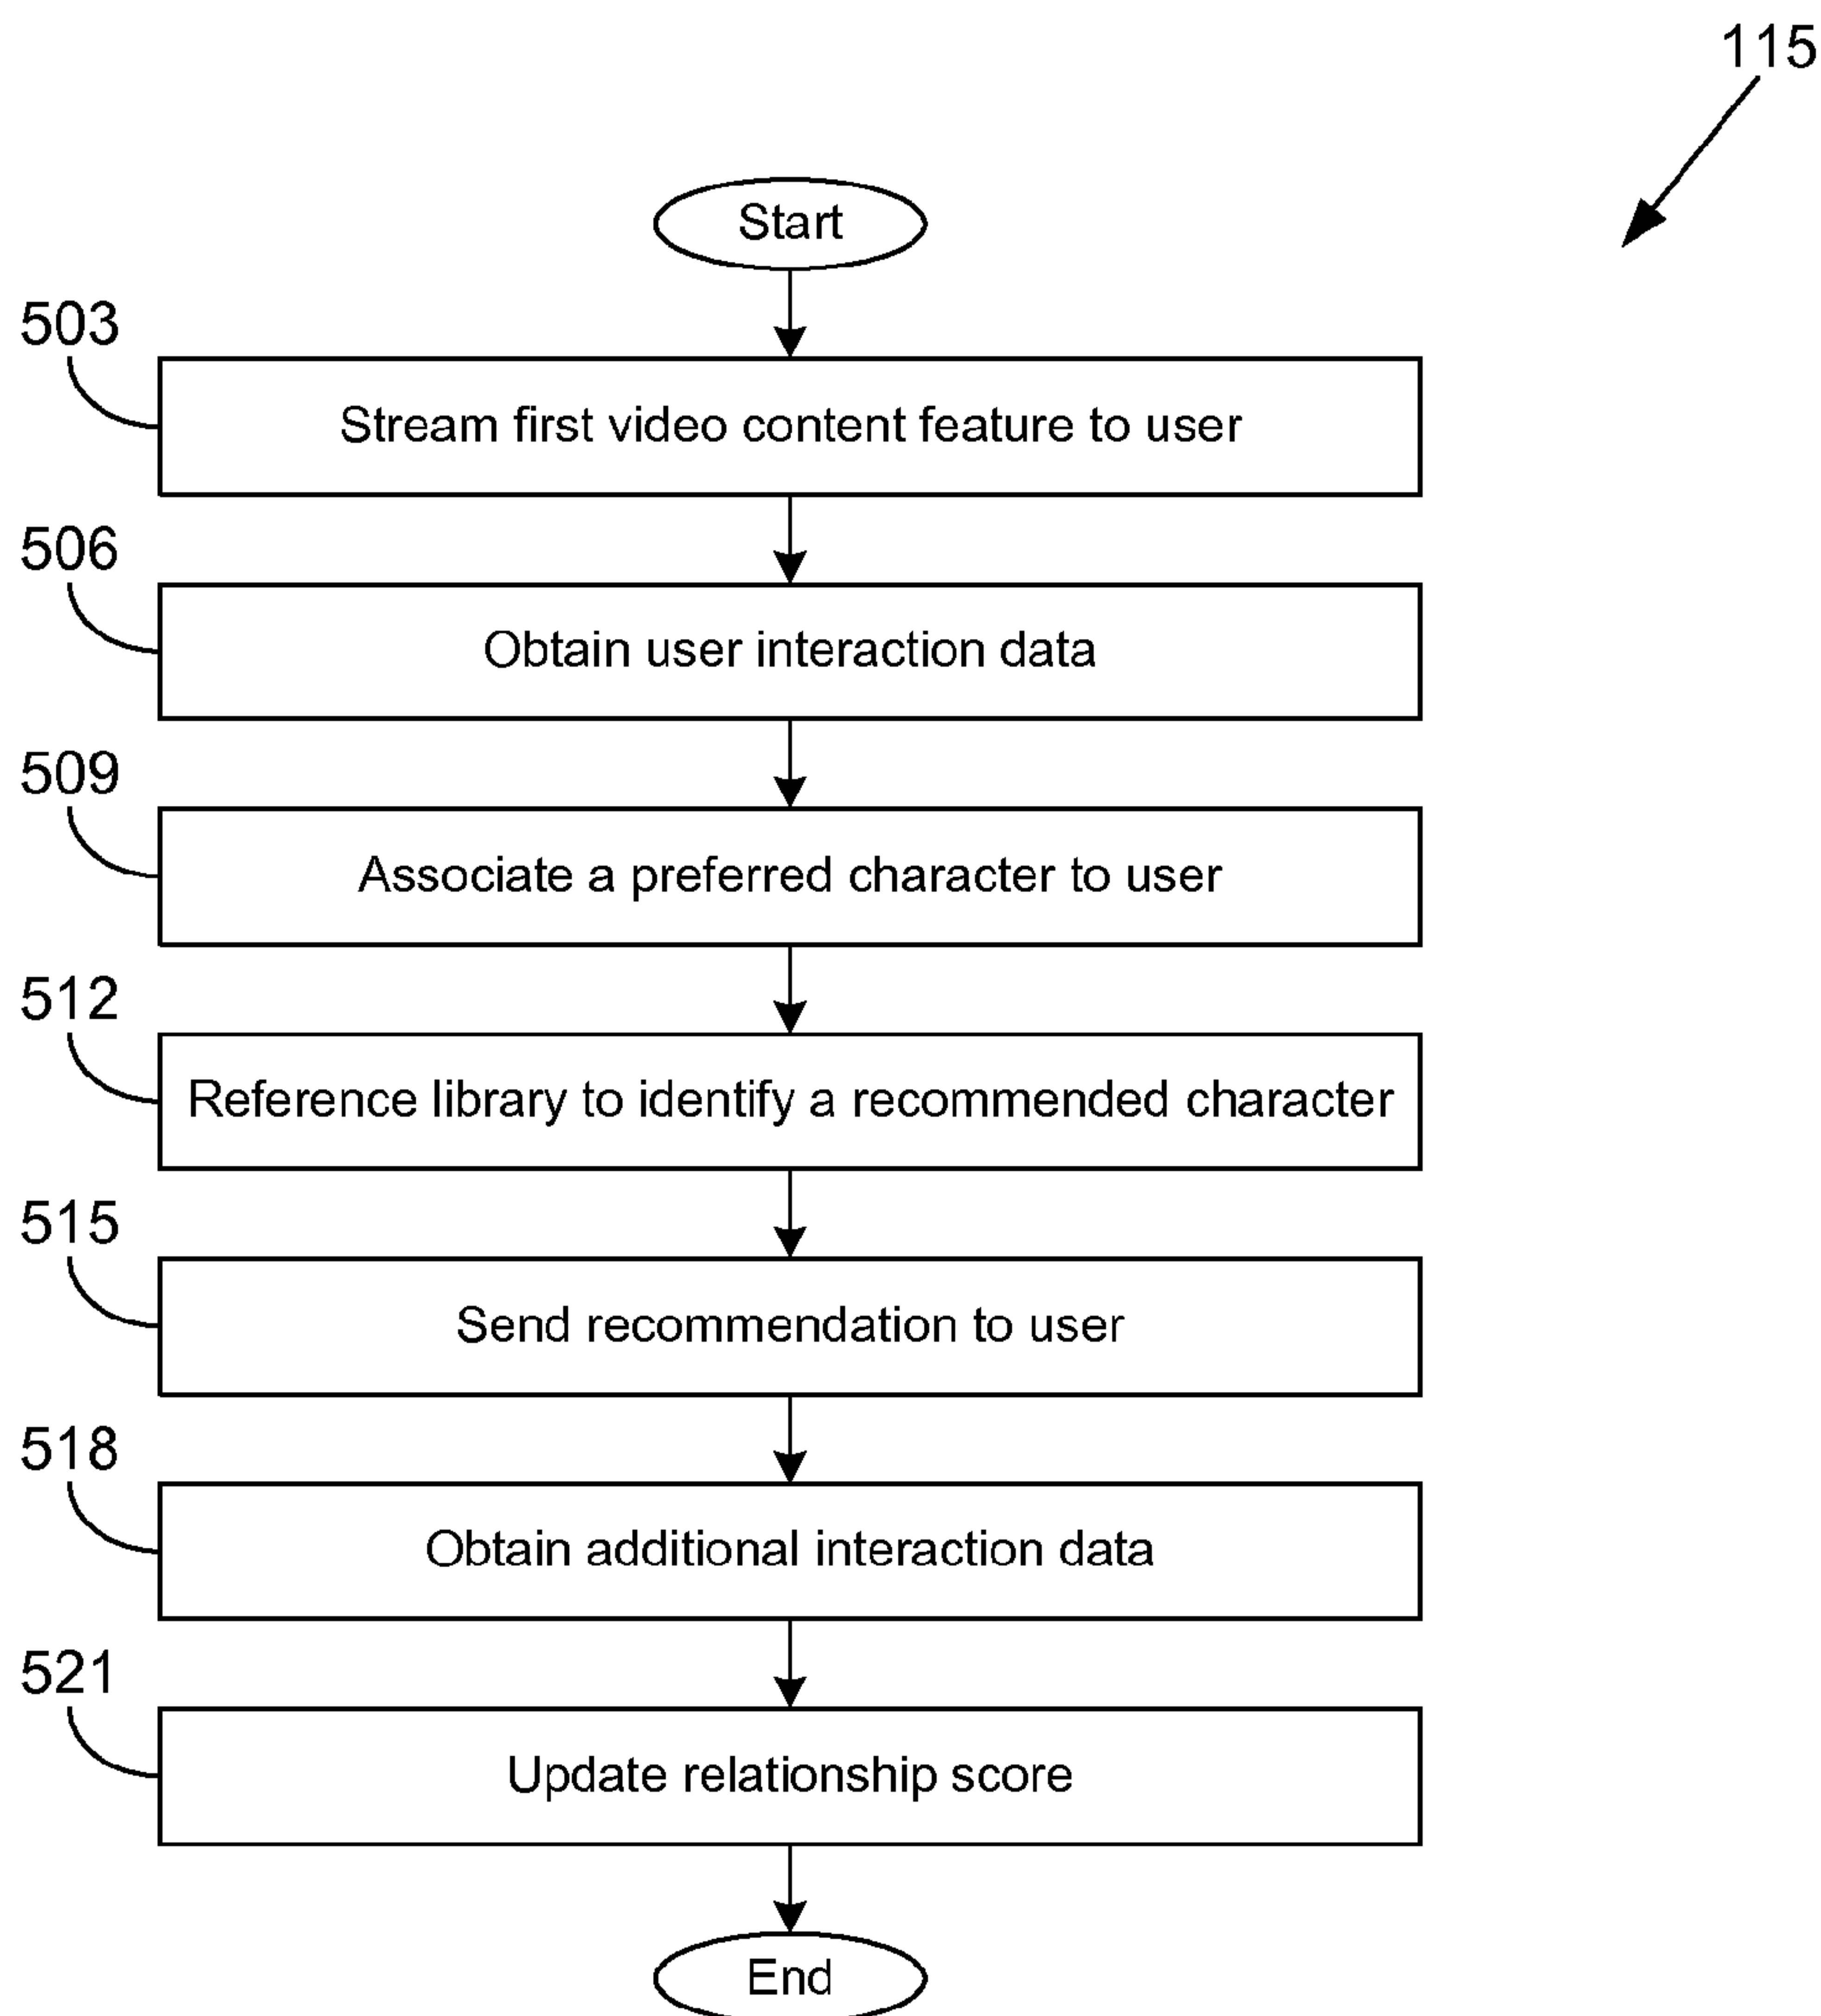 115
Start
503
Stream first video content feature to user
506
Obtain user interaction data
509
Associate a preferred character to user
512
Reference library to identify a recommended character
515
Send recommendation to user
518
Obtain additional interaction data
521
Update relationship score
End